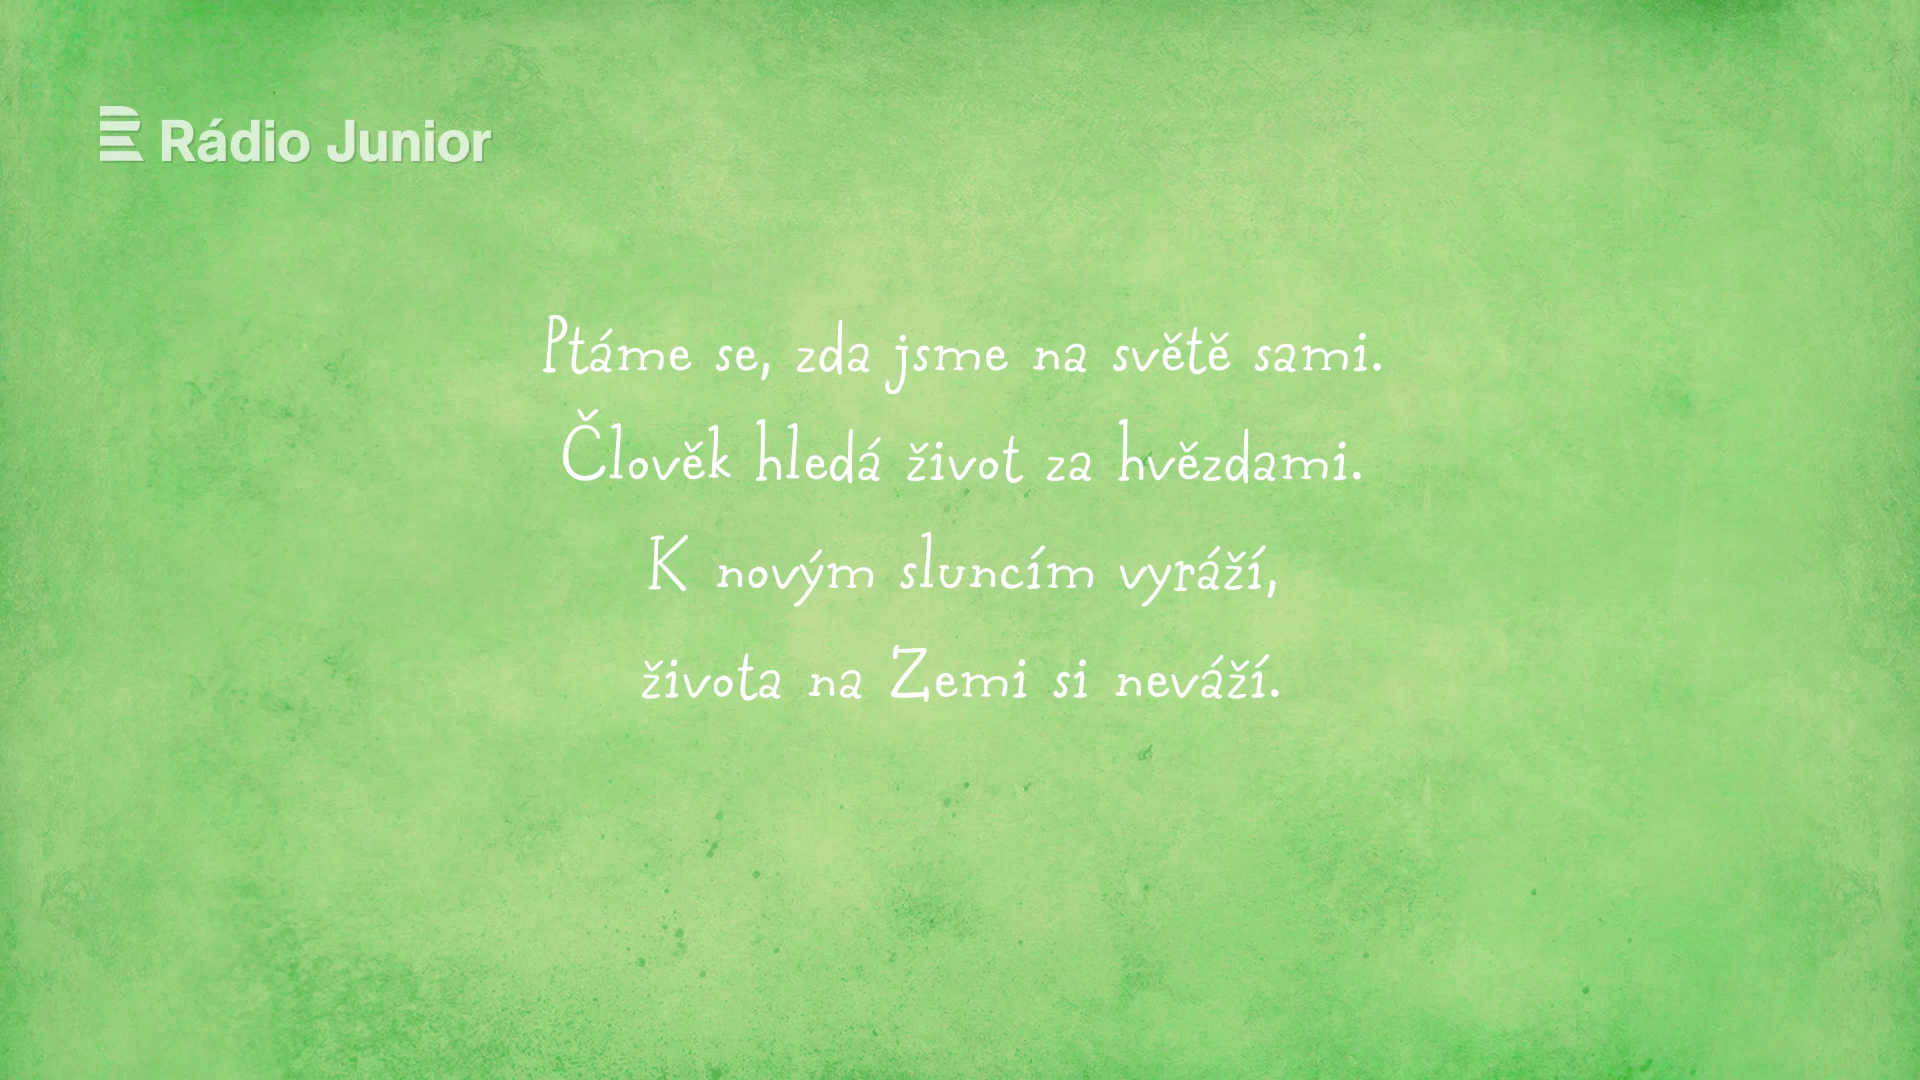 Rádio Junior
Ptáme se, zda jsme na světě sami.
Člověk hledá život za hvězdami.
K novým sluncím vyráží,
života na Zemi si neváží.